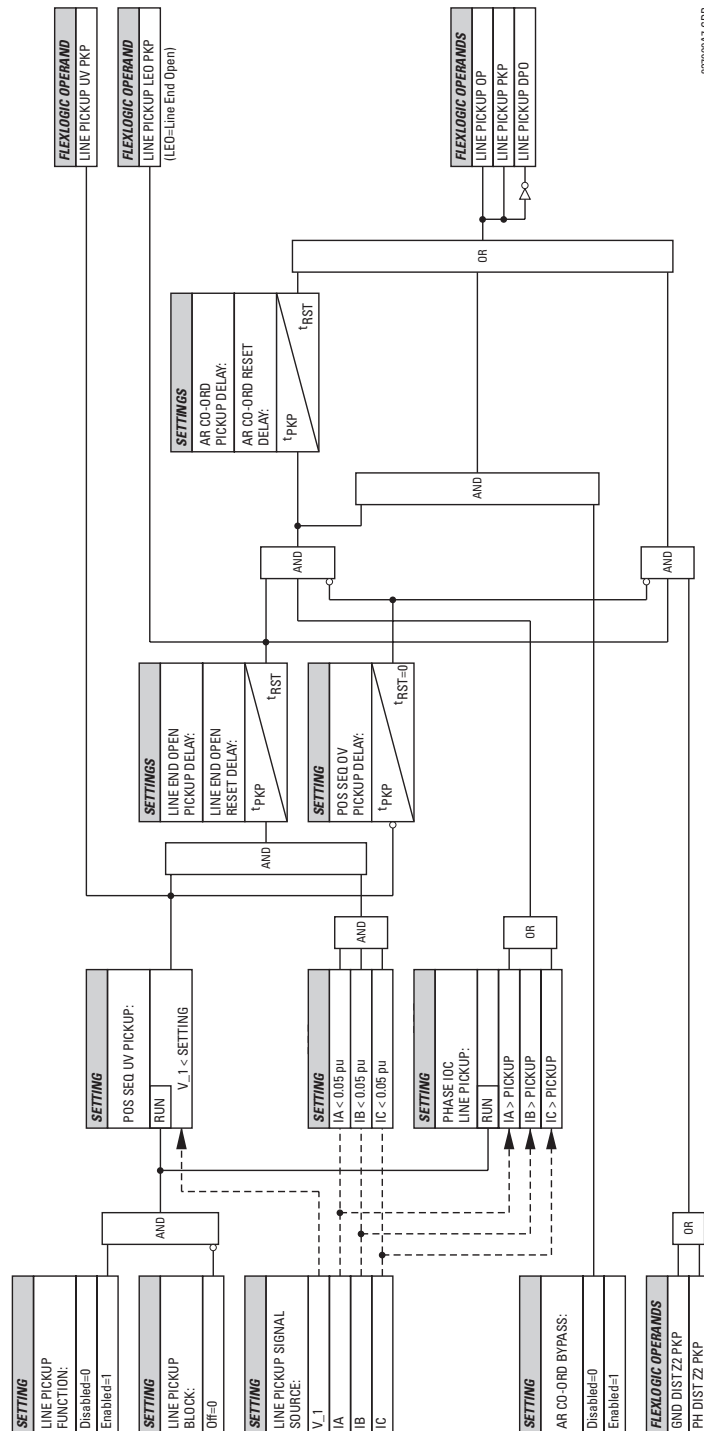 SETTING
LINE PICKUP
FUNCTION:
Disabled=0
Enabled=1
SETTING
LINE PICKUP
BLOCK:
Off=0
SETTING
LINE PICKUP SIGNAL
SOURCE:
V_1
IA
IB
IC
SETTING
AR CO-ORD BYPASS:
Disabled=0
Enabled=1
FLEXLOGIC OPERANDS
GND DIST Z2 PKP
PH DIST Z2 PKP
AND
OR
SETTING
POS SEQ UV PICKUP:
RUN
V_1 < SETTING
SETTING
IA < 0.05 pu
IB < 0.05 pu
IC < 0.05 pu
SETTING
PHASE IOC
LINE PICKUP:
RUN
IA > PICKUP
IB > PICKUP
IC > PICKUP
AND
OR
AND
SETTINGS
LINE END OPEN
PICKUP DELAY:
LINE END OPEN
RESET DELAY:
tPKP
tRST
SETTING
POS SEQ OV
PICKUP DELAY:
tPKP
tRST=0
AND
AND
AND
SETTINGS
AR CO-ORD
PICKUP DELAY:
AR CO-ORD RESET
DELAY:
tPKP
tRST
OR
FLEXLOGIC OPERAND
LINE PICKUP UV PKP
FLEXLOGIC OPERAND
LINE PICKUP LEO PKP
(LEO=Line End Open)
FLEXLOGIC OPERANDS
LINE PICKUP OP
LINE PICKUP PKP
LINE PICKUP DPO